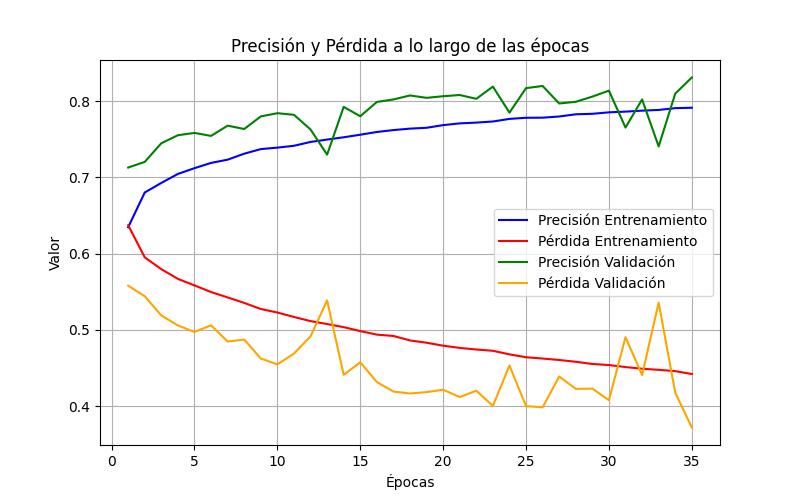 Precisión y Pérdida a lo largo de las épocas
Valor
0.8
0.7
0.6
0.5
0.4
Precisión Entrenamiento
Pérdida Entrenamiento
Precisión Validación
Pérdida Validación
0 5 10 15 20 25 30 35
Épocas